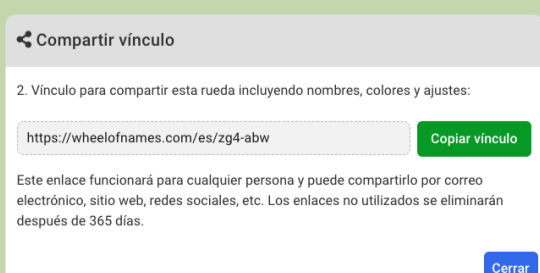 Compartir vínculo
2. Vínculo para compartir esta rueda incluyendo nombres, colores y ajustes:
https://wheelofnames.com/es/zg4-abw
Copiar vínculo
Este enlace funcionará para cualquier persona y puede compartirlo por correo
electrónico, sitio web, redes sociales, etc. Los enlaces no utilizados se eliminarán
después de 365 días.
Cerrar